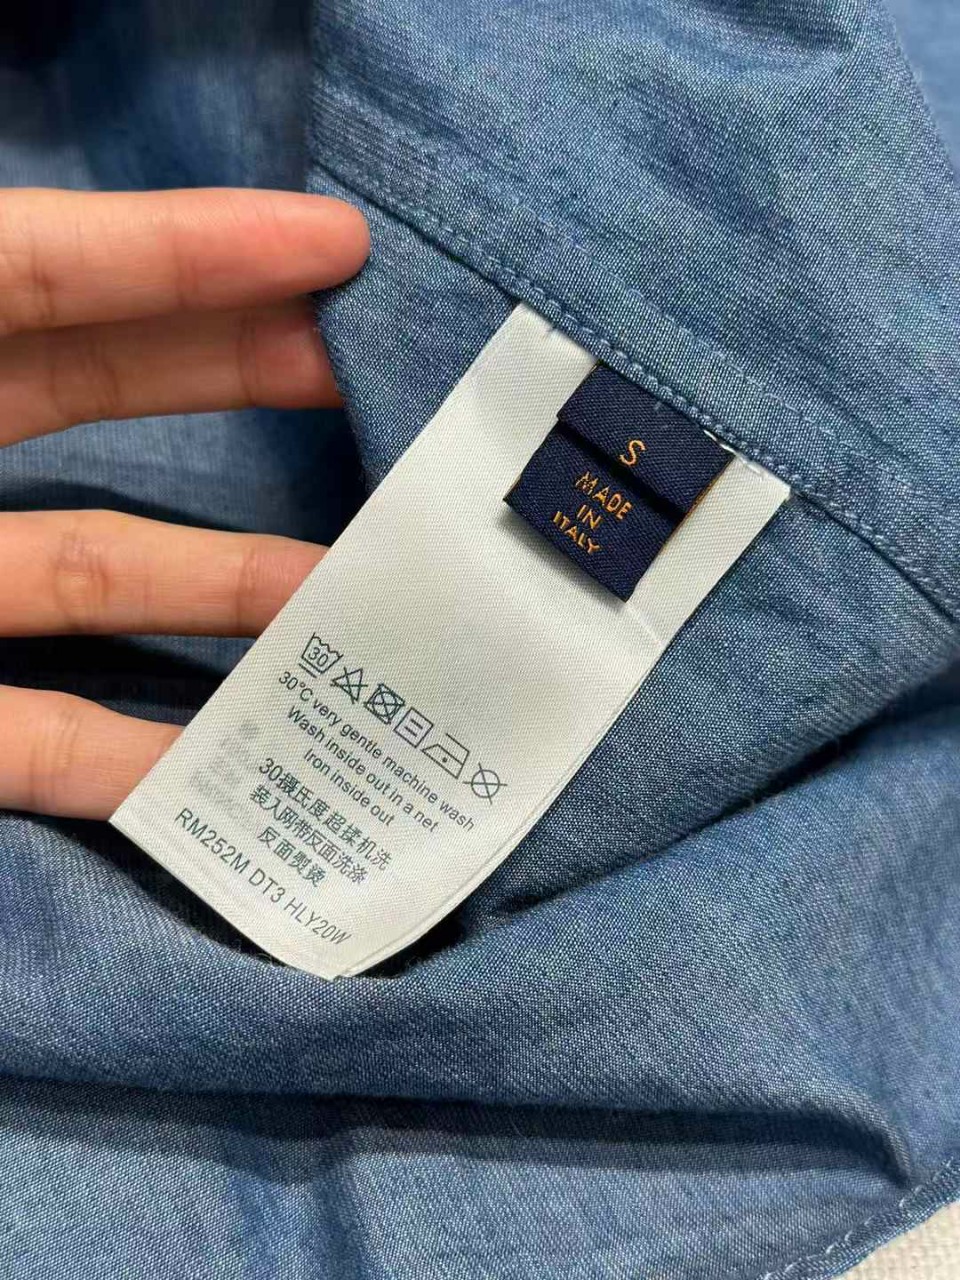 S
MADE
IN
ITALY
30
30°C very gentle machine wash
Wash inside out in a net
Iron inside out
30摄氏度超揉机洗
装入网带反面洗涤
反面熨烫
RM252M DT3 HLY20W